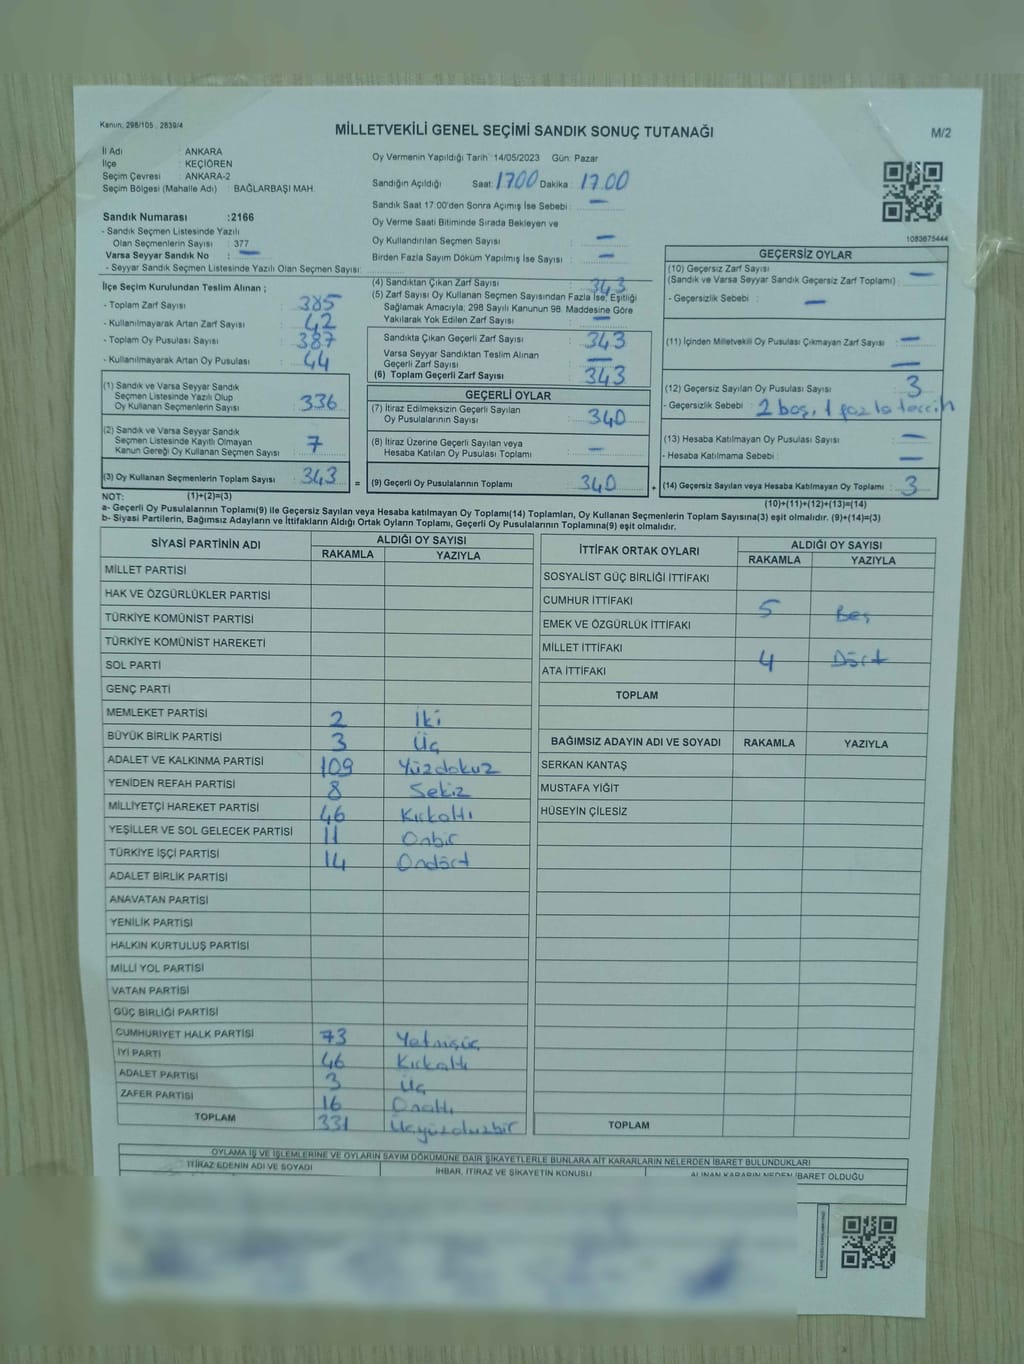 Kanun; 298/105 , 2839/4
MİLLETVEKİLİ GENEL SEÇİMİ SANDIK SONUÇ TUTANAĞI
M/2
İl Adı : ANKARA
İlçe : KEÇİÖREN
Seçim Çevresi : ANKARA-2
Seçim Bölgesi (Mahalle Adı) : BAĞLARBAŞI MAH.
Sandık Numarası :2166
- Sandık Seçmen Listesinde Yazılı
Olan Seçmenlerin Sayısı : 377
Varsa Seyyar Sandık No : —
- Seyyar Sandık Seçmen Listesinde Yazılı Olan Seçmen Sayısı:
Oy Vermenin Yapıldığı Tarih :14/05/2023 Gün: Pazar
Sandığın Açıldığı Saat: 1700 Dakika : 17.00
Sandık Saat 17:00'den Sonra Açılmış İse Sebebi : —
Oy Verme Saati Bitiminde Sırada Bekleyen ve
Oy Kullandırılan Seçmen Sayısı : —
Birden Fazla Sayım Döküm Yapılmış İse Sayısı : —
1083675444
İlçe Seçim Kurulundan Teslim Alınan ;
- Toplam Zarf Sayısı : 385
- Kullanılmayarak Artan Zarf Sayısı : 42
- Toplam Oy Pusulası Sayısı : 387
- Kullanılmayarak Artan Oy Pusulası : 44
(1) Sandık ve Varsa Seyyar Sandık
Seçmen Listesinde Yazılı Olup
Oy Kullanan Seçmenlerin Sayısı : 336
(2) Sandık ve Varsa Seyyar Sandık
Seçmen Listesinde Kayıtlı Olmayan
Kanun Gereği Oy Kullanan Seçmen Sayısı : 7
(3) Oy Kullanan Seçmenlerin Toplam Sayısı : 343
(4) Sandıktan Çıkan Zarf Sayısı : 343
(5) Zarf Sayısı Oy Kullanan Seçmen Sayısından Fazla İse, Eşitliği
Sağlamak Amacıyla, 298 Sayılı Kanunun 98. Maddesine Göre
Yakılarak Yok Edilen Zarf Sayısı : —
Sandıkta Çıkan Geçerli Zarf Sayısı : 343
Varsa Seyyar Sandıktan Teslim Alınan
Geçerli Zarf Sayısı : —
(6) Toplam Geçerli Zarf Sayısı : 343
GEÇERLİ OYLAR
(7) İtiraz Edilmeksizin Geçerli Sayılan
Oy Pusulalarının Sayısı : 340
(8) İtiraz Üzerine Geçerli Sayılan veya
Hesaba Katılan Oy Pusulası Toplamı : —
= (9) Geçerli Oy Pusulalarının Toplamı : 340
GEÇERSİZ OYLAR
(10) Geçersiz Zarf Sayısı
(Sandık ve Varsa Seyyar Sandık Geçersiz Zarf Toplamı) : —
- Geçersizlik Sebebi : —
(11) İçinden Milletvekili Oy Pusulası Çıkmayan Zarf Sayısı : —
(12) Geçersiz Sayılan Oy Pusulası Sayısı : 3
- Geçersizlik Sebebi : 2 boş, 1 fazla tercih
(13) Hesaba Katılmayan Oy Pusulası Sayısı : —
- Hesaba Katılmama Sebebi : —
+ (14) Geçersiz Sayılan veya Hesaba Katılmayan Oy Toplamı : 3
NOT: (1)+(2)=(3)
(10)+(11)+(12)+(13)=(14)
a- Geçerli Oy Pusulalarının Toplamı(9) ile Geçersiz Sayılan veya Hesaba katılmayan Oy Toplamı(14) Toplamları, Oy Kullanan Seçmenlerin Toplam Sayısına(3) eşit olmalıdır. (9)+(14)=(3)
b- Siyasi Partilerin, Bağımsız Adayların ve İttifakların Aldığı Ortak Oyların Toplamı, Geçerli Oy Pusulalarının Toplamına(9) eşit olmalıdır.
SİYASİ PARTİNİN ADI ALDIĞI OY SAYISI
RAKAMLA YAZIYLA
MİLLET PARTİSİ
HAK VE ÖZGÜRLÜKLER PARTİSİ
TÜRKİYE KOMÜNİST PARTİSİ
TÜRKİYE KOMÜNİST HAREKETİ
SOL PARTİ
GENÇ PARTİ
MEMLEKET PARTİSİ 2 İki
BÜYÜK BİRLİK PARTİSİ 3 Üç
ADALET VE KALKINMA PARTİSİ 109 Yüzdokuz
YENİDEN REFAH PARTİSİ 8 Sekiz
MİLLİYETÇİ HAREKET PARTİSİ 46 Kırkaltı
YEŞİLLER VE SOL GELECEK PARTİSİ 11 Onbir
TÜRKİYE İŞÇİ PARTİSİ 14 Ondört
ADALET BİRLİK PARTİSİ
ANAVATAN PARTİSİ
YENİLİK PARTİSİ
HALKIN KURTULUŞ PARTİSİ
MİLLİ YOL PARTİSİ
VATAN PARTİSİ
GÜÇ BİRLİĞİ PARTİSİ
CUMHURİYET HALK PARTİSİ 73 Yetmişüç
İYİ PARTİ 46 Kırkaltı
ADALET PARTİSİ 3 Üç
ZAFER PARTİSİ 16 Onaltı
TOPLAM 331 Üçyüzotuzbir
İTTİFAK ORTAK OYLARI ALDIĞI OY SAYISI
RAKAMLA YAZIYLA
SOSYALİST GÜÇ BİRLİĞİ İTTİFAKI
CUMHUR İTTİFAKI 5 Beş
EMEK VE ÖZGÜRLÜK İTTİFAKI
MİLLET İTTİFAKI 4 Dört
ATA İTTİFAKI
TOPLAM
BAĞIMSIZ ADAYIN ADI VE SOYADI RAKAMLA YAZIYLA
SERKAN KANTAŞ
MUSTAFA YİĞİT
HÜSEYİN ÇİLESİZ
TOPLAM
OYLAMA İŞ VE İŞLEMLERİNE VE OYLARIN SAYIM DÖKÜMÜNE DAİR ŞİKAYETLERLE BUNLARA AİT KARARLARIN NELERDEN İBARET BULUNDUKLARI
İTİRAZ EDENİN ADI VE SOYADI İHBAR, İTİRAZ VE ŞİKAYETİN KONUSU ALINAN KARARIN NEDEN İBARET OLDUĞU